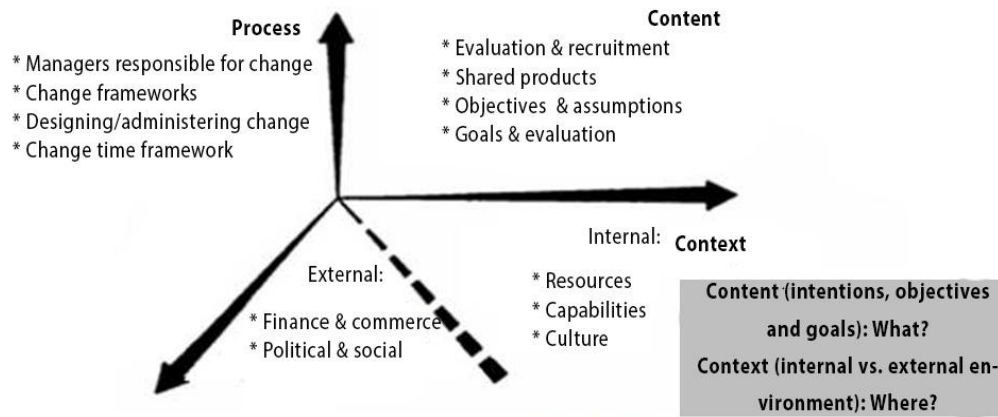 Process
* Managers responsible for change
* Change frameworks
* Designing/administering change
* Change time framework
Content
* Evaluation & recruitment
* Shared products
* Objectives & assumptions
* Goals & evaluation
External:
* Finance & commerce
* Political & social
Internal:
Context
* Resources
* Capabilities
* Culture
Content (intentions, objectives
and goals): What?
Context (internal vs. external en-
vironment): Where?